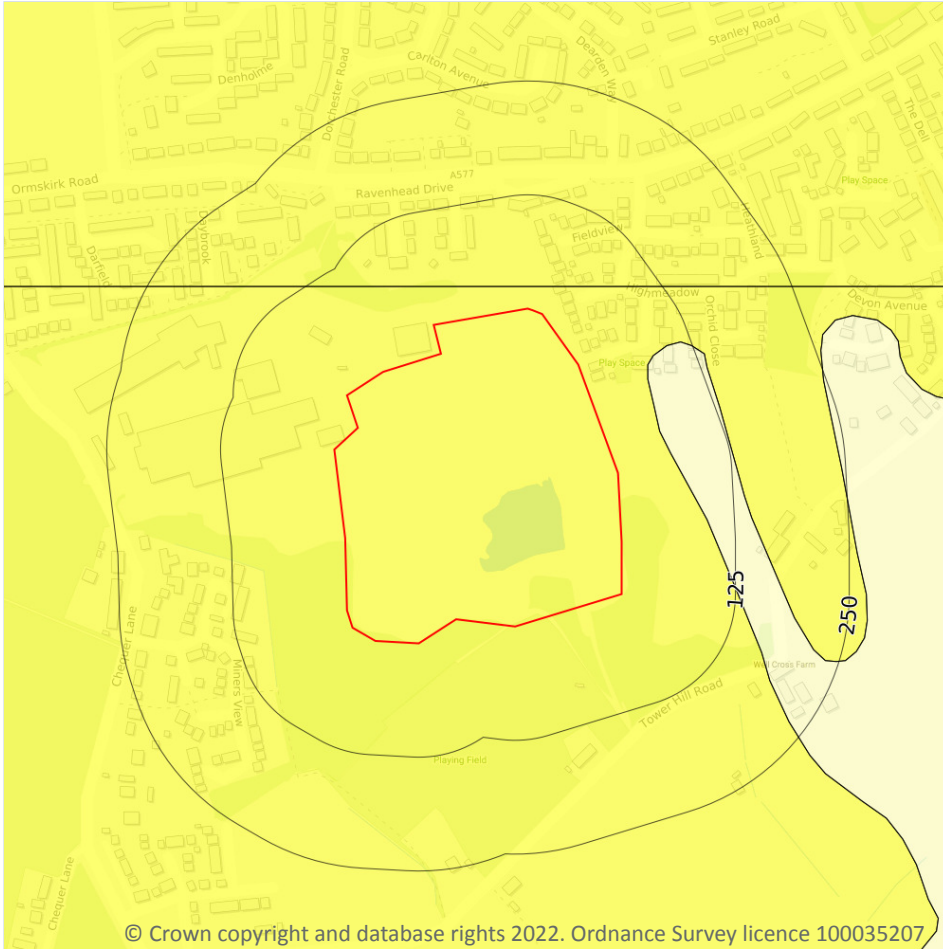 Stanley Road
Dearden Way
Carlton Avenue
Denholme
Dorchester Road
The Dell
A577
Play Space
Ormskirk Road
Ravenhead Drive
Heathland
Fieldview
Claybrook
Darfield
Highmeadow
Devon Avenue
Orchid Close
Play Space
125
250
Chequer Lane
Miners View
Well Cross Farm
Tower Hill Road
Playing Field
Chequer Lane
© Crown copyright and database rights 2022. Ordnance Survey licence 100035207